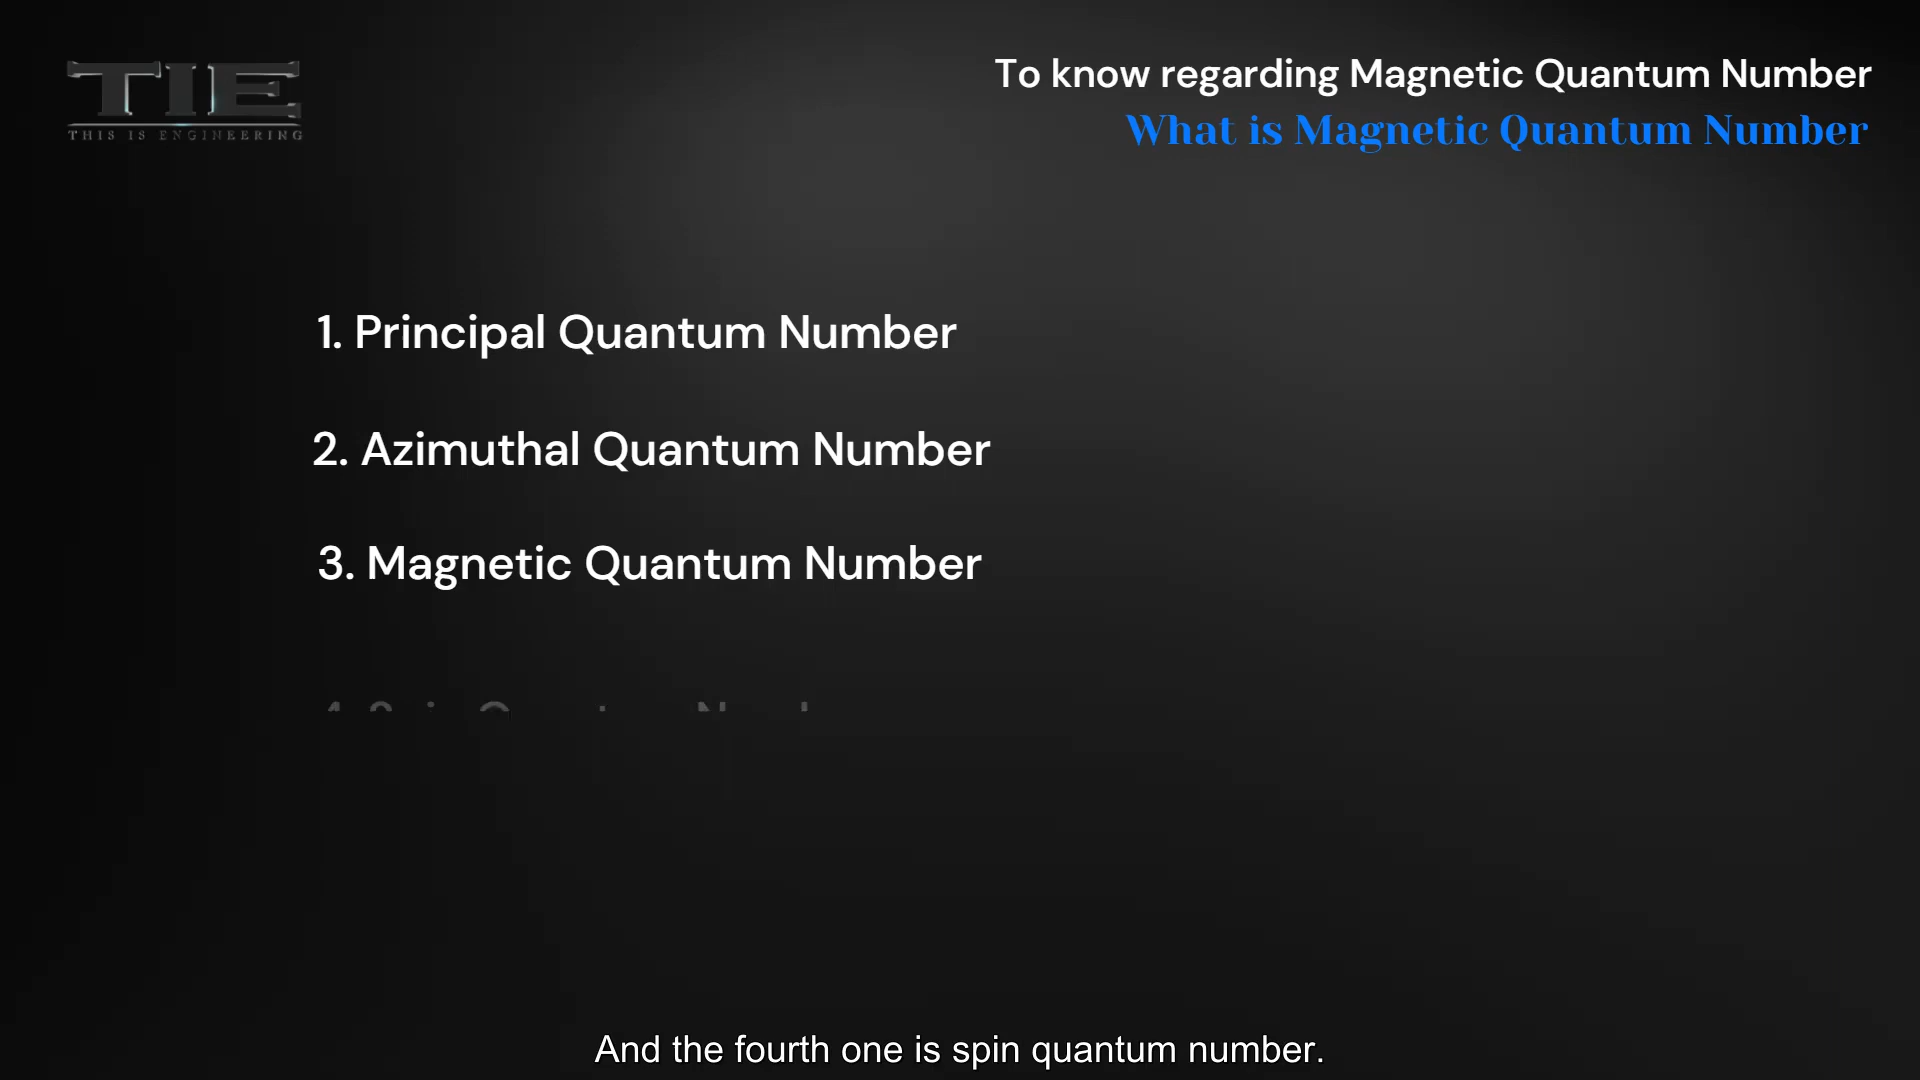 TIE
THIS IS ENGINEERING
To know regarding Magnetic Quantum Number
What is Magnetic Quantum Number
1. Principal Quantum Number
2. Azimuthal Quantum Number
3. Magnetic Quantum Number
And the fourth one is spin quantum number.